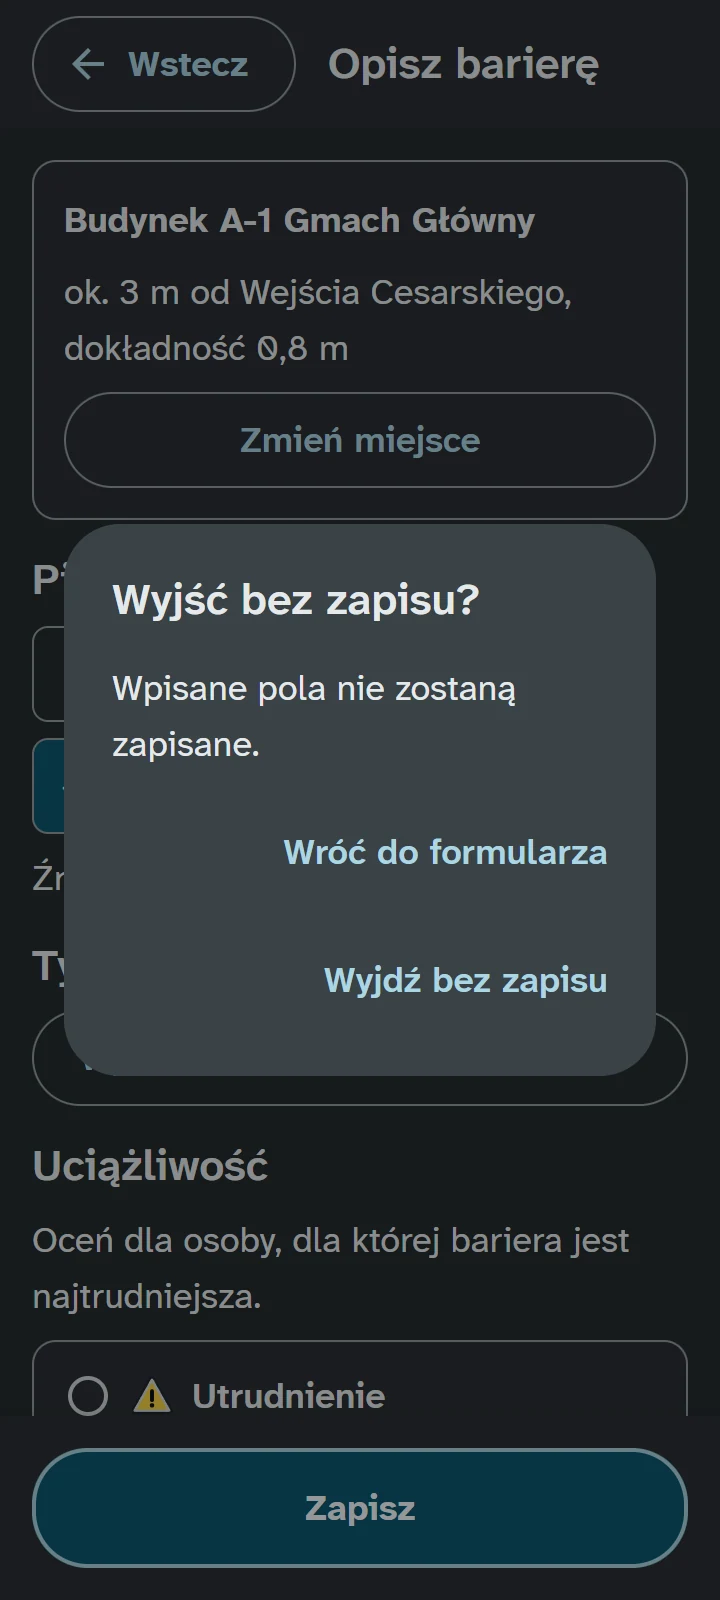 Wstecz
Opisz barierę
Budynek A-1 Gmach Główny
ok. 3 m od Wejścia Cesarskiego,
dokładność 0,8 m
Zmień miejsce
Wyjść bez zapisu?
Wpisane pola nie zostaną
zapisane.
Wróć do formularza
Wyjdź bez zapisu
Uciążliwość
Oceń dla osoby, dla której bariera jest
najtrudniejsza.
Utrudnienie
Zapisz